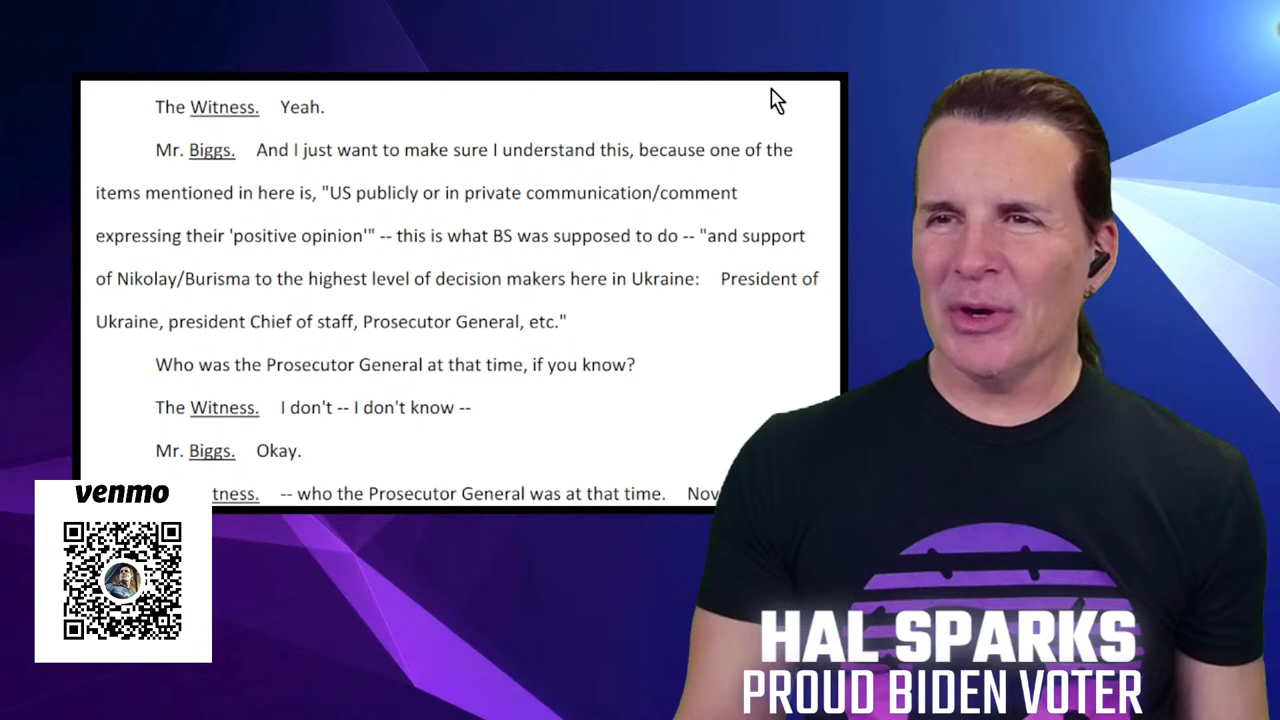 The Witness. Yeah.
Mr. Biggs. And I just want to make sure I understand this, because one of the
items mentioned in here is, "US publicly or in private communication/comment
expressing their 'positive opinion'" -- this is what BS was supposed to do -- "and support
of Nikolay/Burisma to the highest level of decision makers here in Ukraine: President of
Ukraine, president Chief of staff, Prosecutor General, etc."
Who was the Prosecutor General at that time, if you know?
The Witness. I don't -- I don't know --
Mr. Biggs. Okay.
tness. -- who the Prosecutor General was at that time. Nov
venmo
HAL SPARKS
PROUD BIDEN VOTER